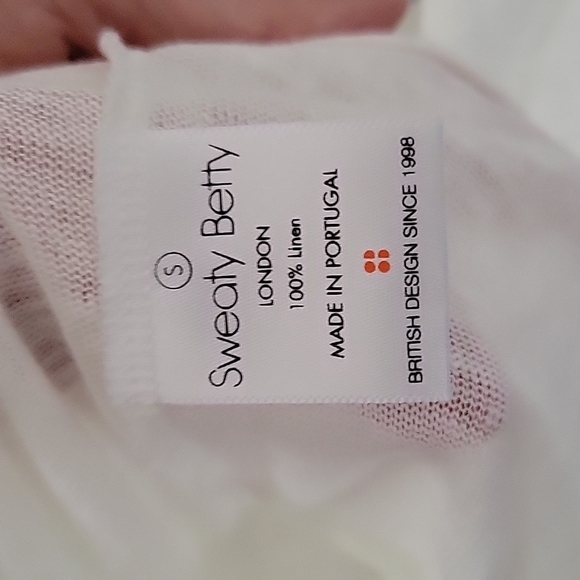 S
Sweaty Betty
LONDON
100% Linen
MADE IN PORTUGAL
BRITISH DESIGN SINCE 1998